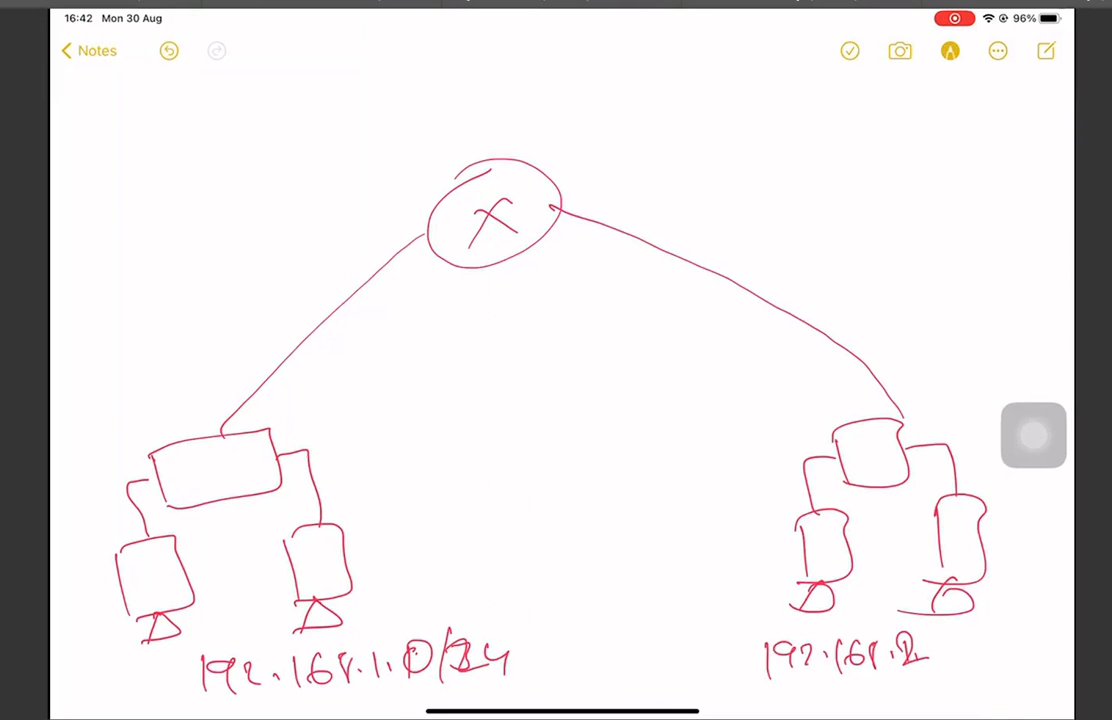 16:42 Mon 30 Aug
96%
Notes
X
192.168.1.0/24
192.168.2